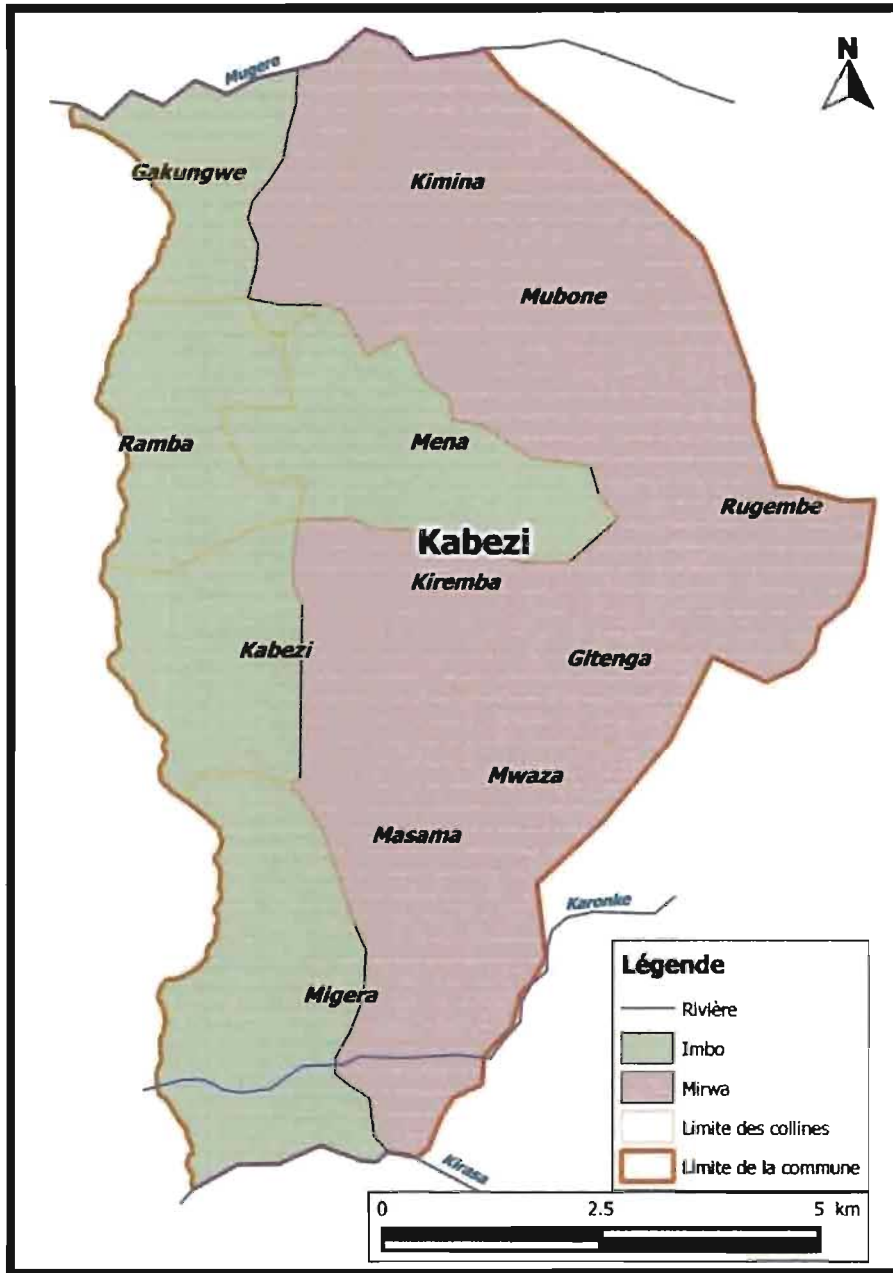 N
Mugere
Gakungwe
Kimina
Mubone
Ramba
Mena
Rugembe
Kabezi
Kiremba
Kabezi
Gitenga
Mwaza
Masama
Karonke
Migera
Kirasa
Légende
Rivière
Imbo
Mirwa
Limite des collines
Limite de la commune
0 2.5 5 km